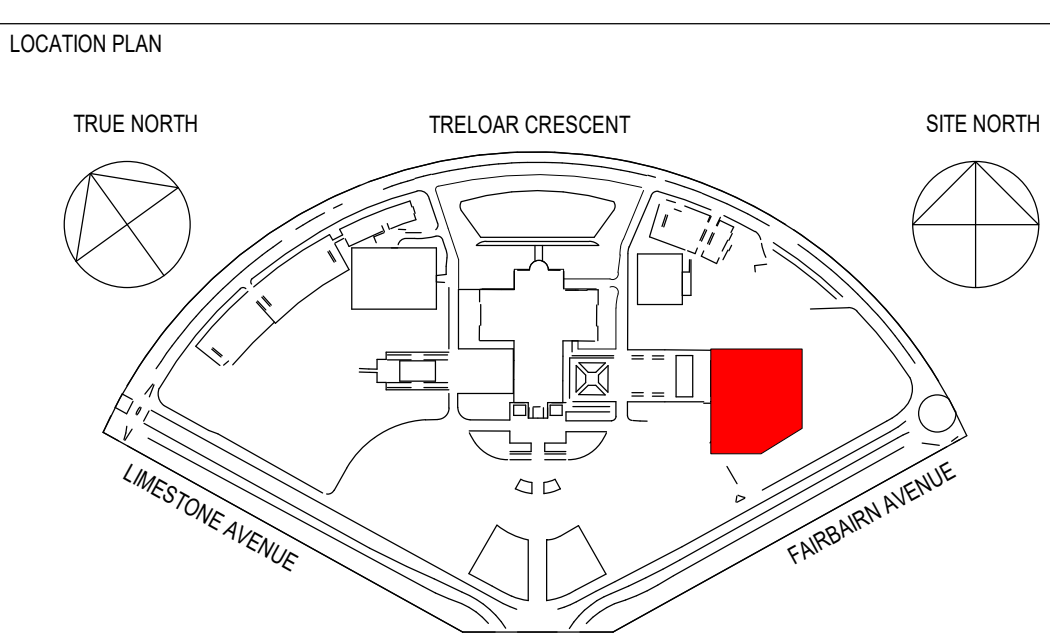 LOCATION PLAN
TRUE NORTH
TRELOAR CRESCENT
SITE NORTH
LIMESTONE AVENUE
FAIRBAIRN AVENUE